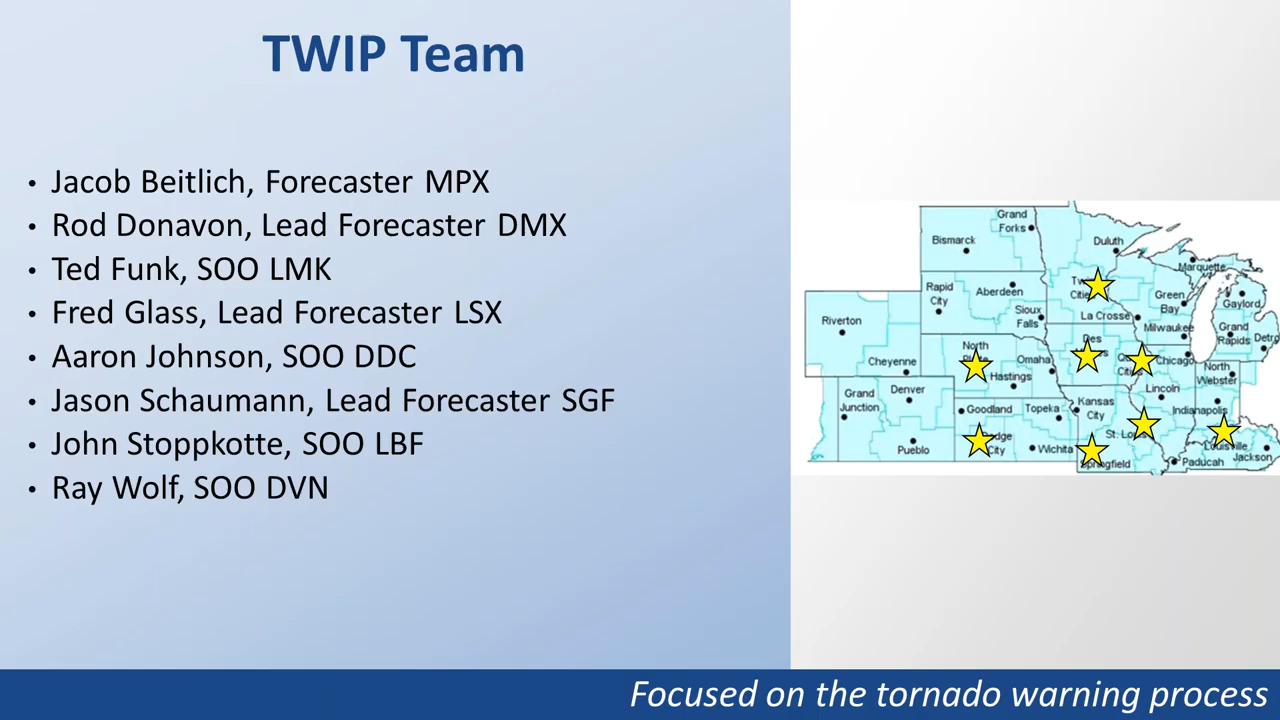 TWIP Team
• Jacob Beitlich, Forecaster MPX
• Rod Donavon, Lead Forecaster DMX
• Ted Funk, SOO LMK
• Fred Glass, Lead Forecaster LSX
• Aaron Johnson, SOO DDC
• Jason Schaumann, Lead Forecaster SGF
• John Stoppkotte, SOO LBF
• Ray Wolf, SOO DVN
Grand
Forks
Bismarck
Duluth
Marquette
Rapid
City
Aberdeen
Green
Bay
Gaylord
Riverton
Sioux
Falls
La Crosse
Milwaukee
Grand
Rapids
Cheyenne
North
Omaha
Des
Chicago
North
Webster
Hastings
Lincoln
Grand
Junction
Denver
Goodland
Topeka
Kansas
City
Indianapolis
Pueblo
City
Wichita
St.
Paducah
Jackson
Focused on the tornado warning process